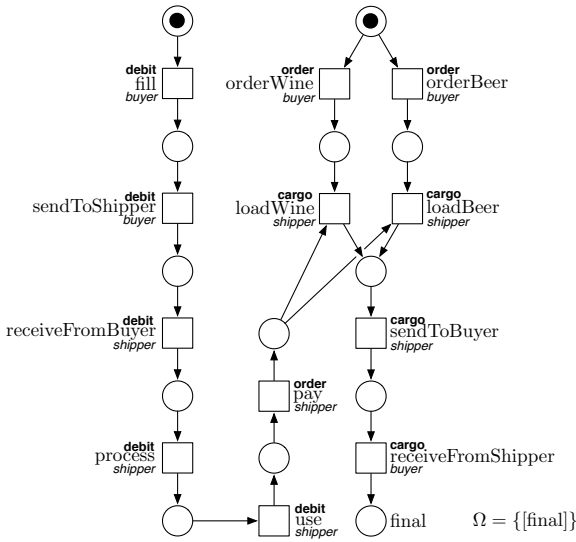 debit
fill
buyer
order
orderWine
buyer
order
orderBeer
buyer
debit
sendToShipper
buyer
cargo
loadWine
shipper
cargo
loadBeer
shipper
debit
receiveFromBuyer
shipper
cargo
sendToBuyer
shipper
order
pay
shipper
debit
process
shipper
cargo
receiveFromShipper
buyer
debit
use
shipper
final
Ω = {[final]}